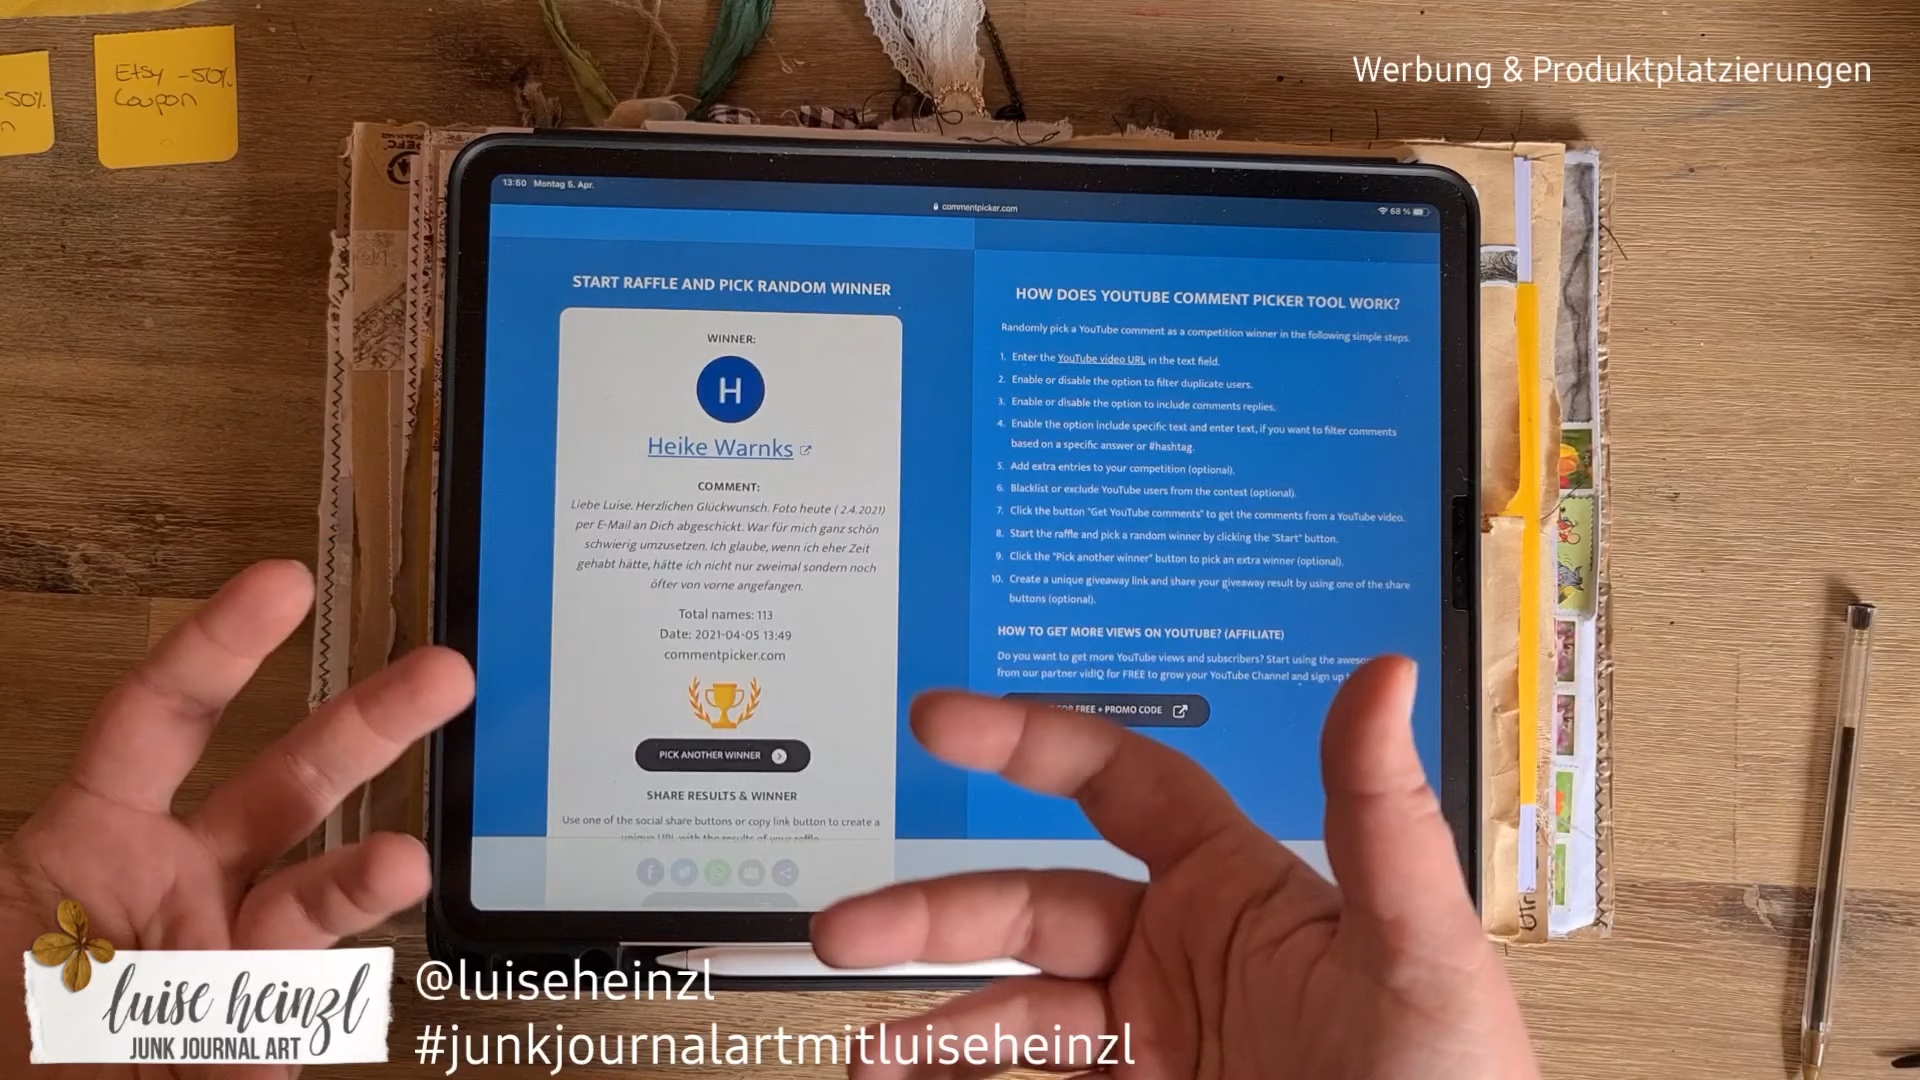 Werbung & Produktplatzierungen
-50%
n
Etsy -50%
Coupon
13:50 Montag 5. Apr.
commentpicker.com
68 %
START RAFFLE AND PICK RANDOM WINNER
WINNER:
H
Heike Warnks
COMMENT:
Liebe Luise. Herzlichen Glückwunsch. Foto heute ( 2.4.2021)
per E-Mail an Dich abgeschickt. War für mich ganz schön
schwierig umzusetzen. Ich glaube, wenn ich eher Zeit
gehabt hätte, hätte ich nicht nur zweimal sondern noch
öfter von vorne angefangen.
Total names: 113
Date: 2021-04-05 13:49
commentpicker.com
PICK ANOTHER WINNER
SHARE RESULTS & WINNER
Use one of the social share buttons or copy link button to create a
unique URL with the results of your raffle.
HOW DOES YOUTUBE COMMENT PICKER TOOL WORK?
Randomly pick a YouTube comment as a competition winner in the following simple steps.
1. Enter the YouTube video URL in the text field.
2. Enable or disable the option to filter duplicate users.
3. Enable or disable the option to include comments replies.
4. Enable the option include specific text and enter text, if you want to filter comments
based on a specific answer or #hashtag.
5. Add extra entries to your competition (optional).
6. Blacklist or exclude YouTube users from the contest (optional).
7. Click the button "Get YouTube comments" to get the comments from a YouTube video.
8. Start the raffle and pick a random winner by clicking the "Start" button.
9. Click the "Pick another winner" button to pick an extra winner (optional).
10. Create a unique giveaway link and share your giveaway result by using one of the share
buttons (optional).
HOW TO GET MORE VIEWS ON YOUTUBE? (AFFILIATE)
Do you want to get more YouTube views and subscribers? Start using the
from our partner vidIQ for FREE to grow your YouTube Channel and sign up
FOR FREE + PROMO CODE
luise heinzl
JUNK JOURNAL ART
@luiseheinzl
#junkjournalartmitluiseheinzl